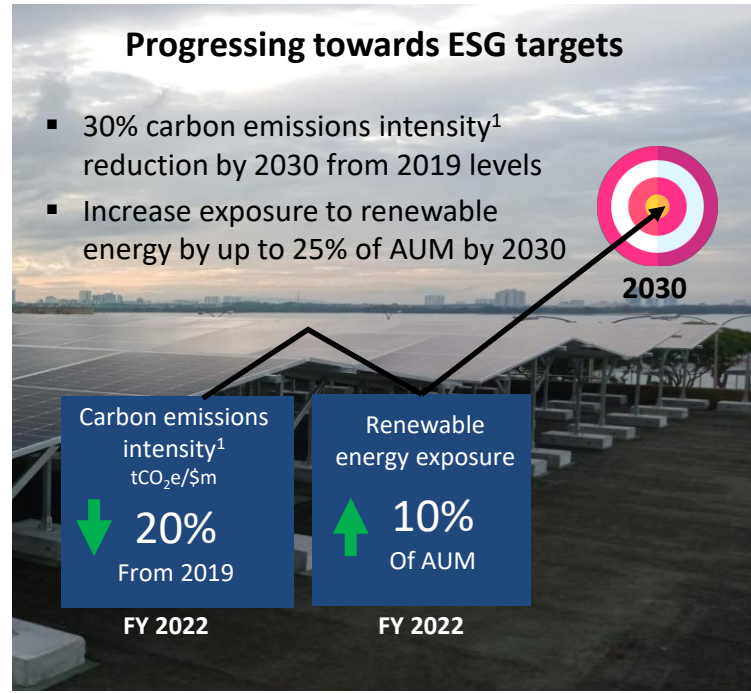 Progressing towards ESG targets
▪ 30% carbon emissions intensity¹
reduction by 2030 from 2019 levels
▪ Increase exposure to renewable
energy by up to 25% of AUM by 2030
2030
Carbon emissions
intensity¹
tCO₂e/$m
20%
From 2019
FY 2022
Renewable
energy exposure
10%
Of AUM
FY 2022